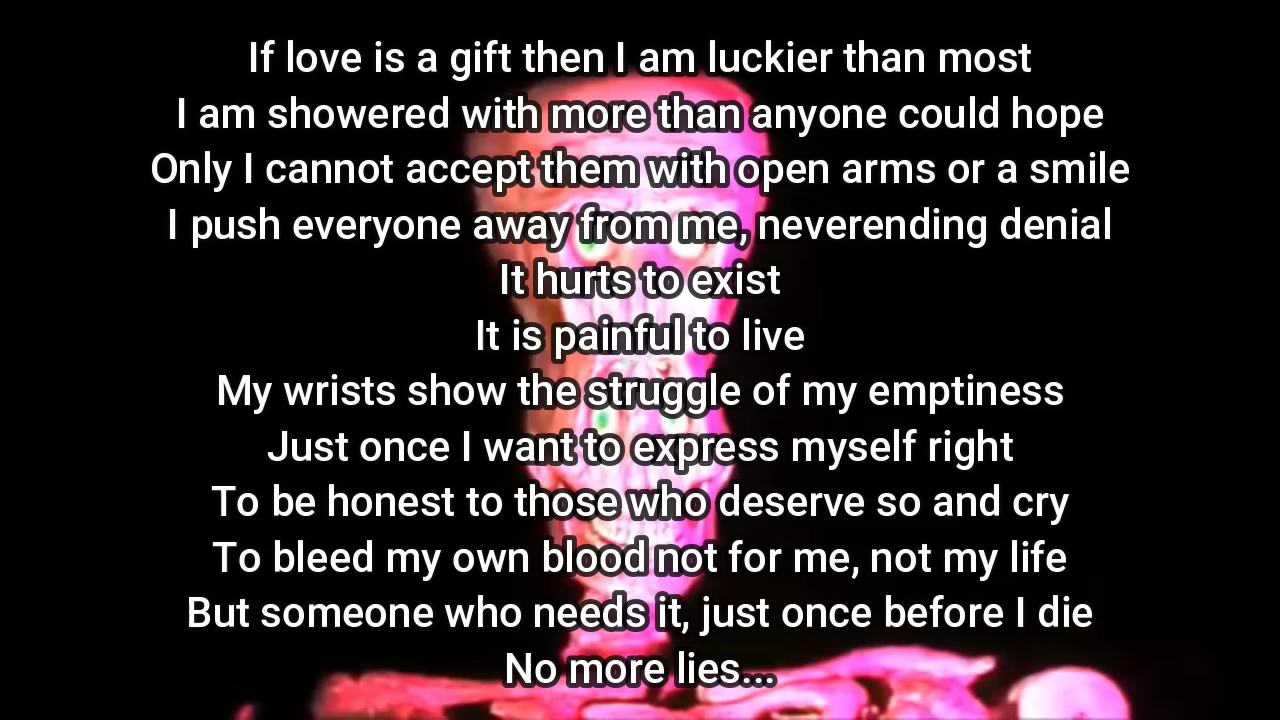 If love is a gift then I am luckier than most
I am showered with more than anyone could hope
Only I cannot accept them with open arms or a smile
I push everyone away from me, neverending denial
It hurts to exist
It is painful to live
My wrists show the struggle of my emptiness
Just once I want to express myself right
To be honest to those who deserve so and cry
To bleed my own blood not for me, not my life
But someone who needs it, just once before I die
No more lies...